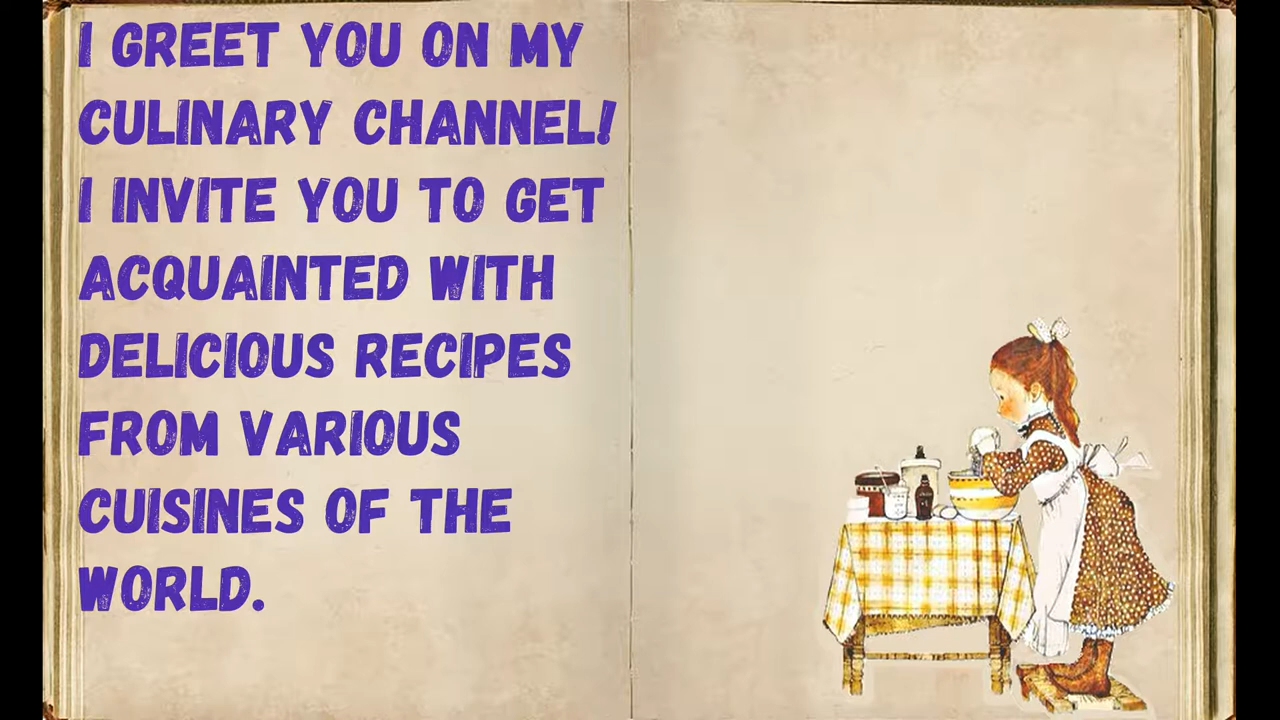 I GREET YOU ON MY
CULINARY CHANNEL!
I INVITE YOU TO GET
ACQUAINTED WITH
DELICIOUS RECIPES
FROM VARIOUS
CUISINES OF THE
WORLD.